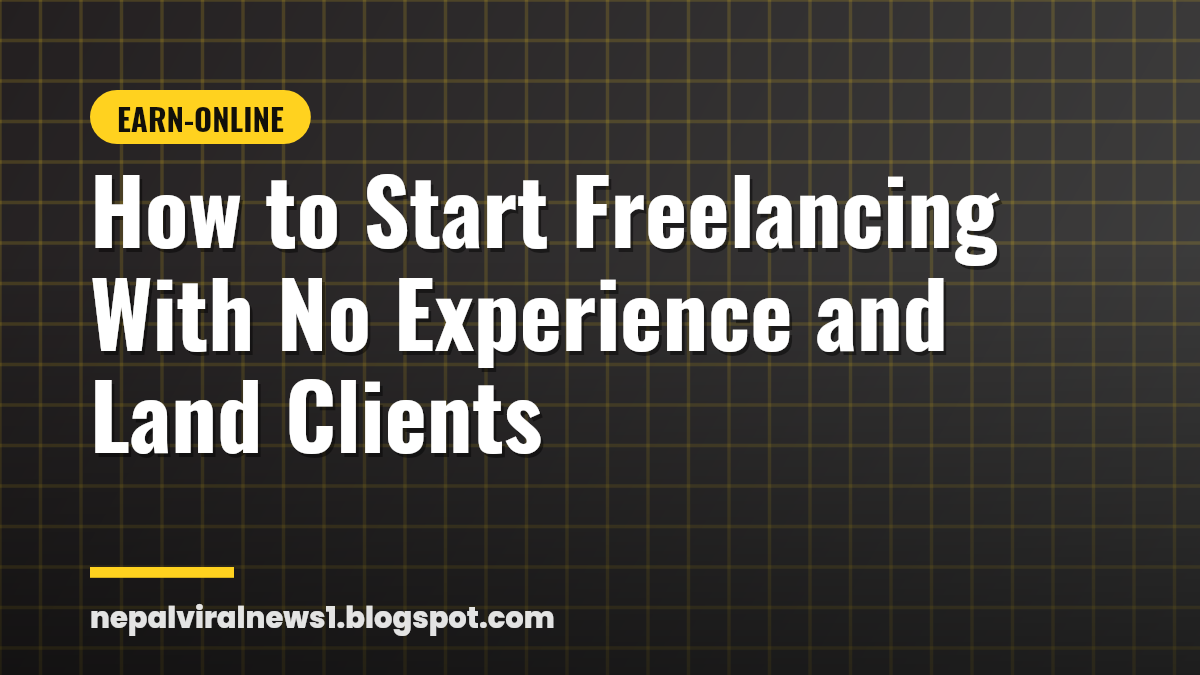 EARN-ONLINE
How to Start Freelancing
With No Experience and
Land Clients
nepalviralnews1.blogspot.com